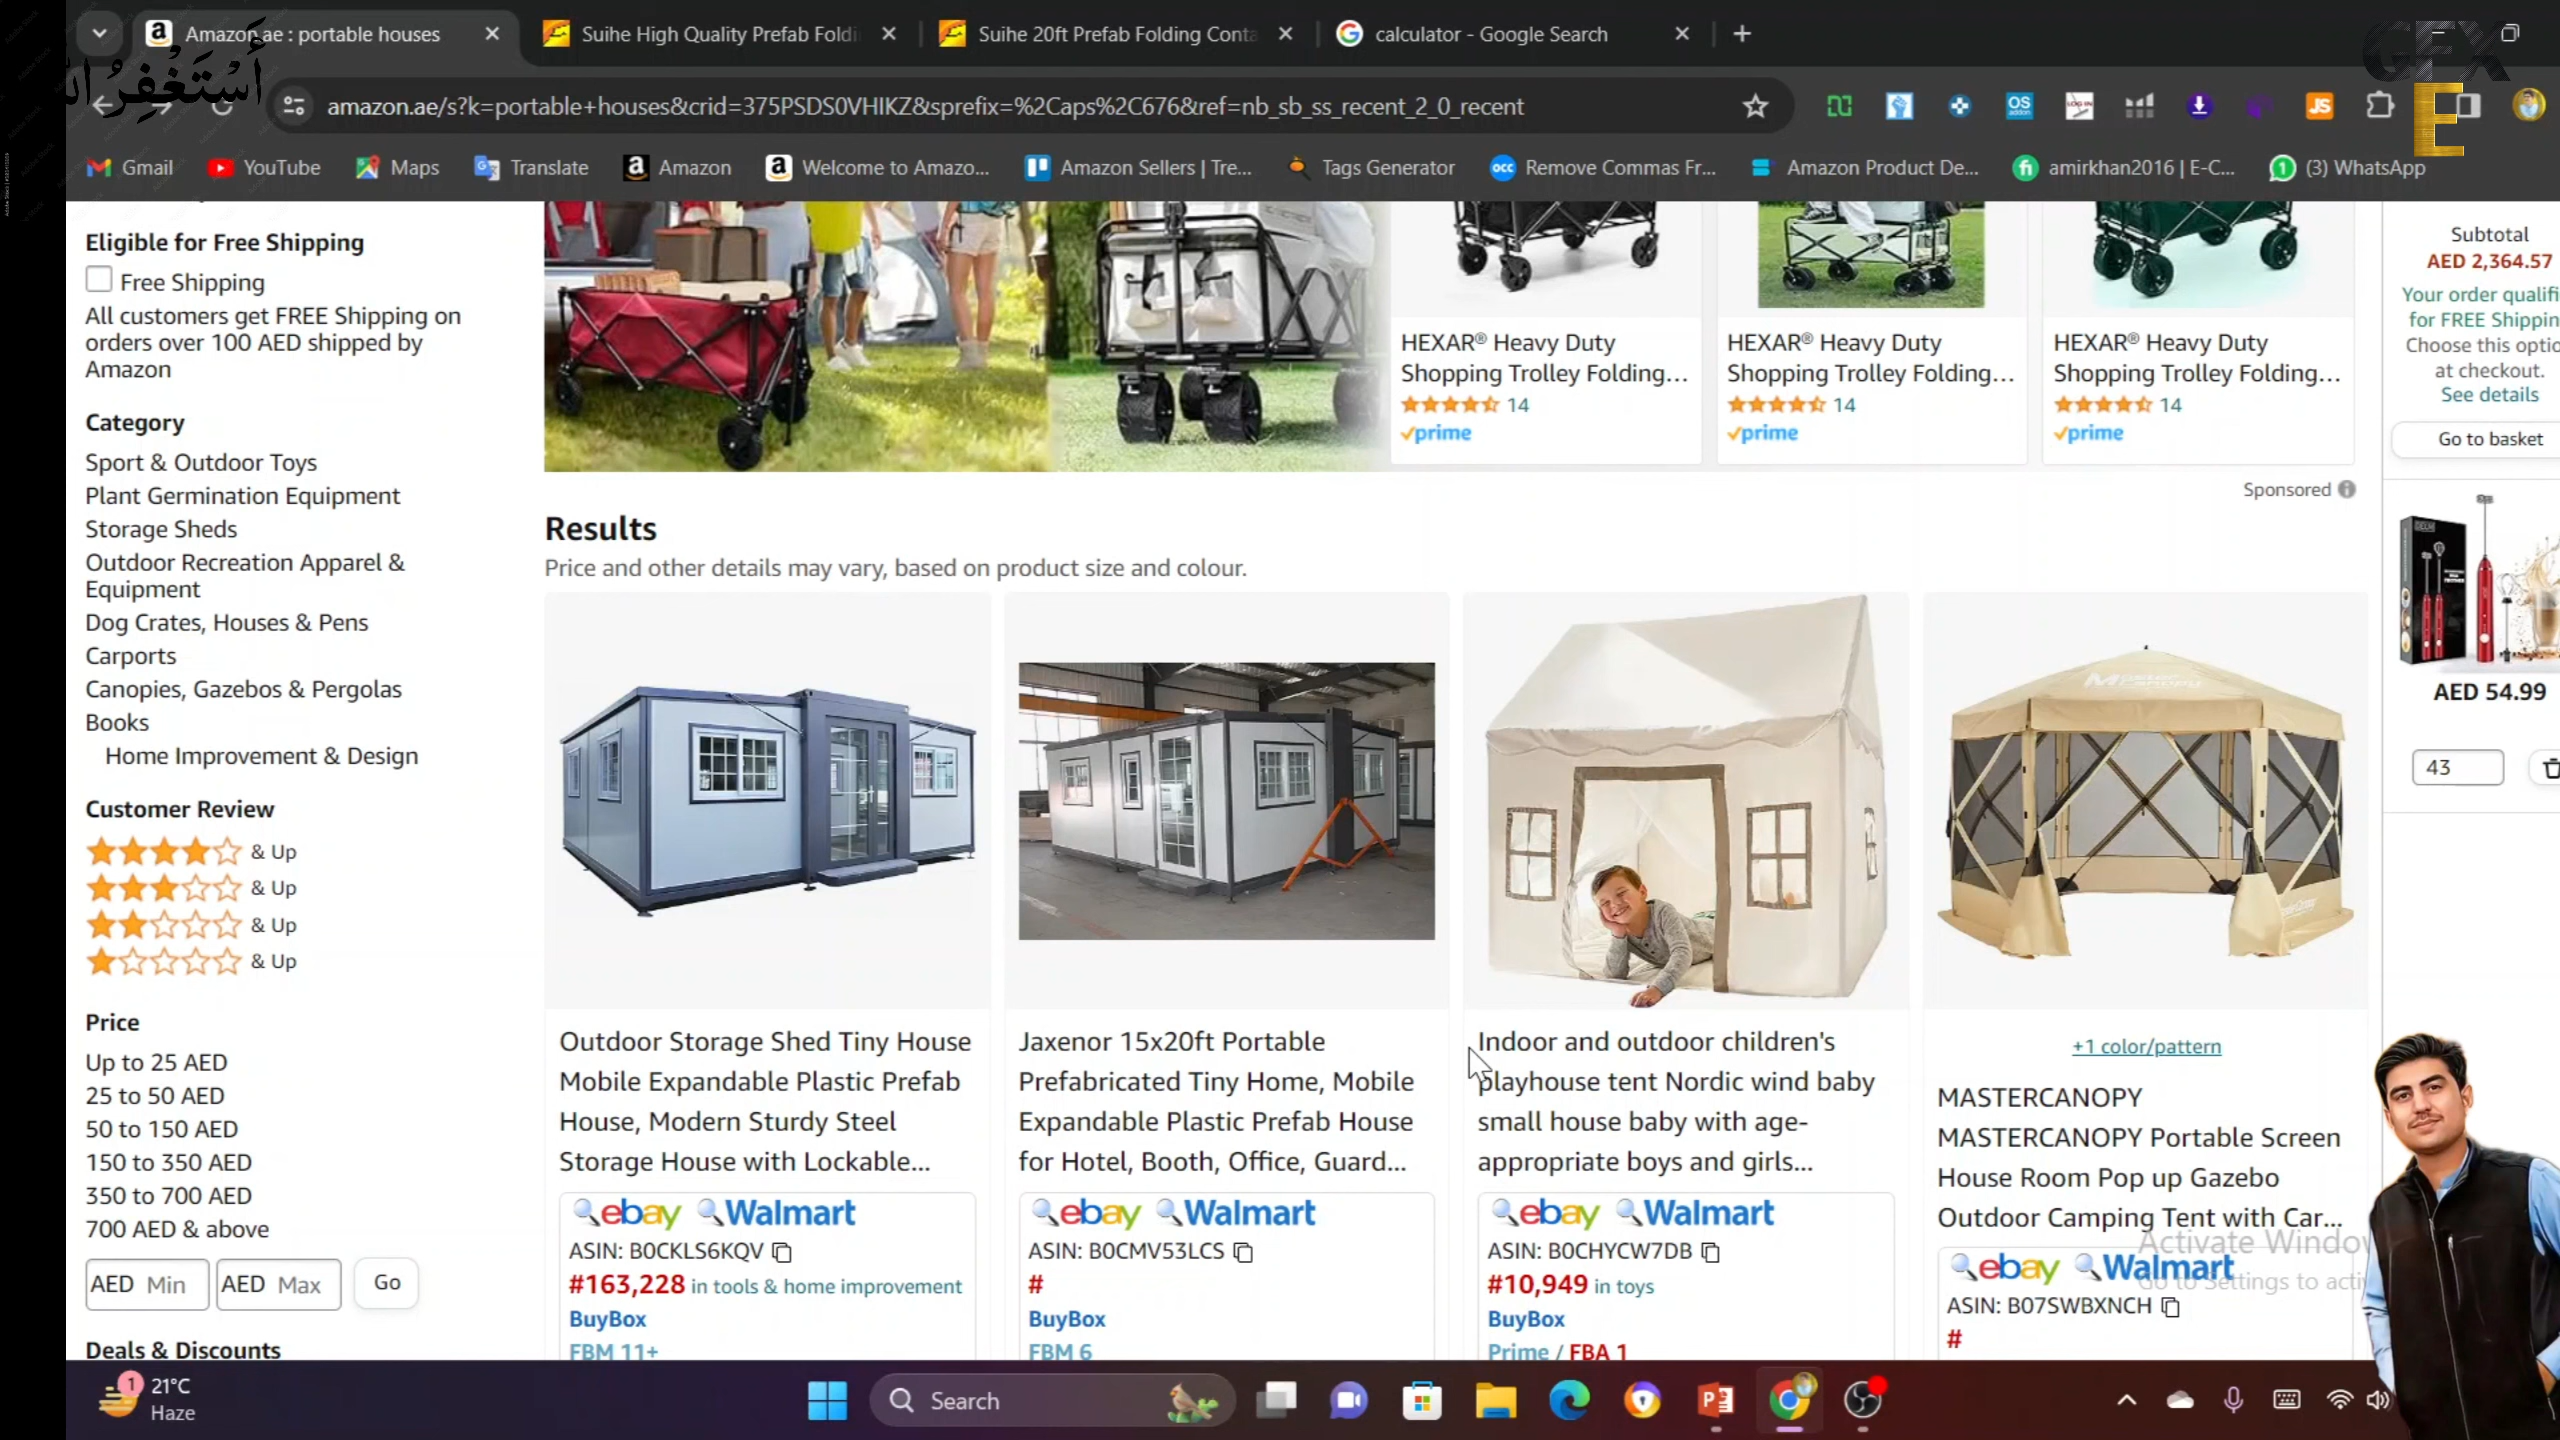 Amazon.ae : portable houses
Suihe High Quality Prefab Foldi
Suihe 20ft Prefab Folding Conta
calculator - Google Search
GFX
E
أَسْتَغْفِرُ
amazon.ae/s?k=portable+houses&crid=375PSDS0VHIKZ&sprefix=%2Caps%2C676&ref=nb_sb_ss_recent_2_0_recent
OS
addon
LOG IN
JS
Gmail
YouTube
Maps
Translate
Amazon
Welcome to Amazo...
Amazon Sellers | Tre...
Tags Generator
occ
Remove Commas Fr...
Amazon Product De...
fi
amirkhan2016 | E-C...
1
(3) WhatsApp
Eligible for Free Shipping
Free Shipping
All customers get FREE Shipping on
orders over 100 AED shipped by
Amazon
Category
Sport & Outdoor Toys
Plant Germination Equipment
Storage Sheds
Outdoor Recreation Apparel &
Equipment
Dog Crates, Houses & Pens
Carports
Canopies, Gazebos & Pergolas
Books
Home Improvement & Design
Customer Review
& Up
& Up
& Up
& Up
Price
Up to 25 AED
25 to 50 AED
50 to 150 AED
150 to 350 AED
350 to 700 AED
700 AED & above
AED Min
AED Max
Go
Deals & Discounts
HEXAR® Heavy Duty
Shopping Trolley Folding...
14
prime
HEXAR® Heavy Duty
Shopping Trolley Folding...
14
prime
HEXAR® Heavy Duty
Shopping Trolley Folding...
14
prime
Sponsored
Results
Price and other details may vary, based on product size and colour.
Outdoor Storage Shed Tiny House
Mobile Expandable Plastic Prefab
House, Modern Sturdy Steel
Storage House with Lockable...
ebay Walmart
ASIN: B0CKLS6KQV
#163,228 in tools & home improvement
BuyBox
FBM 11+
Jaxenor 15x20ft Portable
Prefabricated Tiny Home, Mobile
Expandable Plastic Prefab House
for Hotel, Booth, Office, Guard...
ebay Walmart
ASIN: B0CMV53LCS
#
BuyBox
FBM 6
Indoor and outdoor children's
playhouse tent Nordic wind baby
small house baby with age-
appropriate boys and girls...
ebay Walmart
ASIN: B0CHYCW7DB
#10,949 in toys
BuyBox
Prime / FBA 1
+1 color/pattern
MASTERCANOPY
MASTERCANOPY Portable Screen
House Room Pop up Gazebo
Outdoor Camping Tent with Car...
ebay Walmart
ASIN: B07SWBXNCH
#
Subtotal
AED 2,364.57
Your order qualifi
for FREE Shippin
Choose this optio
at checkout.
See details
Go to basket
AED 54.99
43
Activate Window
Go to Settings to acti
1
21°C
Haze
Search